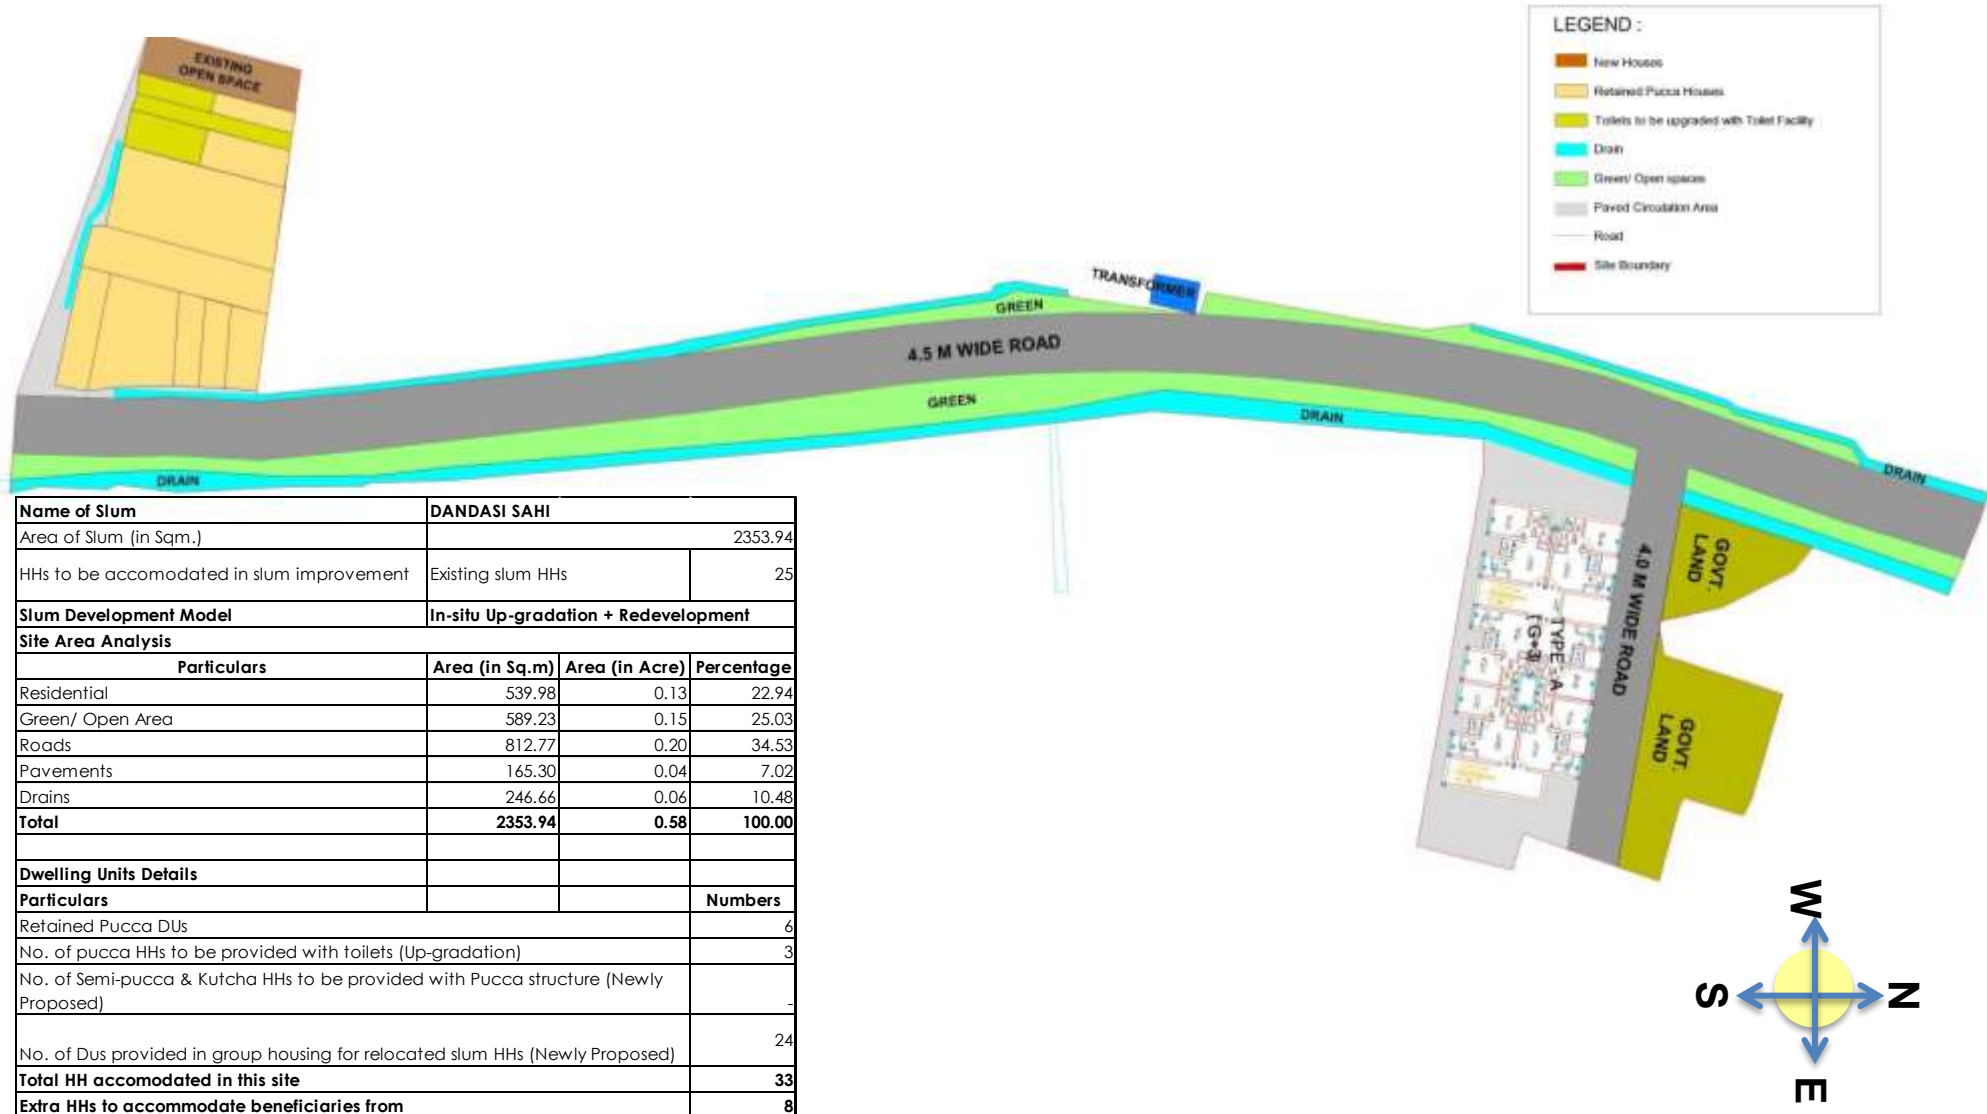 EXISTING
OPEN SPACE
LEGEND :
New Houses
Retained Pucca Houses
Toilets to be upgraded with Toilet Facility
Drain
Green/ Open spaces
Paved Circulation Area
Road
Site Boundary
TRANSFORMER
GREEN
4.5 M WIDE ROAD
GREEN
DRAIN
DRAIN
DRAIN
GOVT.
LAND
4.0 M WIDE ROAD
TYPE - A
(G+3)
GOVT.
LAND
Name of Slum DANDASI SAHI
Area of Slum (in Sqm.) 2353.94
HHs to be accomodated in slum improvement Existing slum HHs 25
Slum Development Model In-situ Up-gradation + Redevelopment
Site Area Analysis
Particulars Area (in Sq.m) Area (in Acre) Percentage
Residential 539.98 0.13 22.94
Green/ Open Area 589.23 0.15 25.03
Roads 812.77 0.20 34.53
Pavements 165.30 0.04 7.02
Drains 246.66 0.06 10.48
Total 2353.94 0.58 100.00
Dwelling Units Details
Particulars Numbers
Retained Pucca DUs 6
No. of pucca HHs to be provided with toilets (Up-gradation) 3
No. of Semi-pucca & Kutcha HHs to be provided with Pucca structure (Newly
Proposed) -
No. of Dus provided in group housing for relocated slum HHs (Newly Proposed) 24
Total HH accomodated in this site 33
Extra HHs to accommodate beneficiaries from 8
W
S N
E